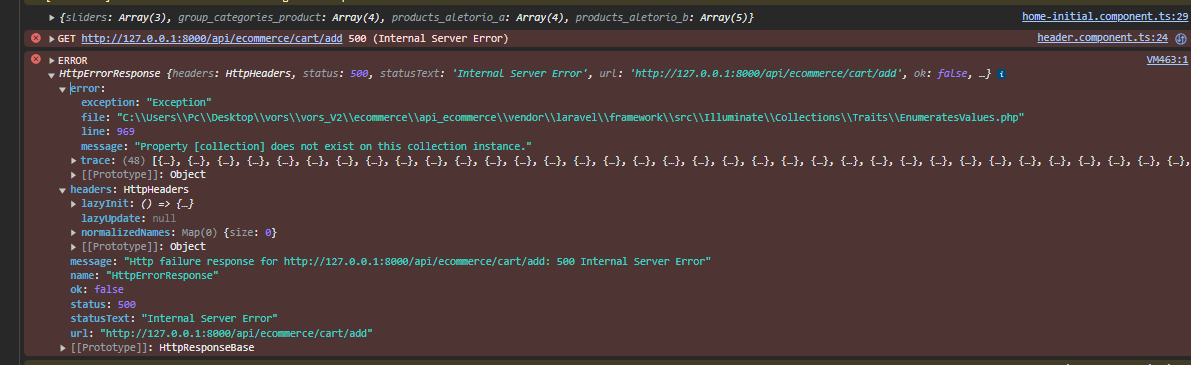 {sliders: Array(3), group_categories_product: Array(4), products_aletorio_a: Array(4), products_aletorio_b: Array(5)} home-initial.component.ts:29
GET http://127.0.0.1:8000/api/ecommerce/cart/add 500 (Internal Server Error) header.component.ts:24
ERROR VM463:1
HttpErrorResponse {headers: HttpHeaders, status: 500, statusText: 'Internal Server Error', url: 'http://127.0.0.1:8000/api/ecommerce/cart/add', ok: false, …} i
error:
exception: "Exception"
file: "C:\\Users\\Pc\\Desktop\\vors\\vors_V2\\ecommerce\\api_ecommerce\\vendor\\laravel\\framework\\src\\Illuminate\\Collections\\Traits\\EnumeratesValues.php"
line: 969
message: "Property [collection] does not exist on this collection instance."
trace: (48) [{…}, {…}, {…}, {…}, {…}, {…}, {…}, {…}, {…}, {…}, {…}, {…}, {…}, {…}, {…}, {…}, {…}, {…}, {…}, {…}, {…}, {…}, {…}, {…}, {…}, {…}, {…}, {…}, {…}, {…}, {…}, {…}, {…}, {…}, {…},
[[Prototype]]: Object
headers: HttpHeaders
lazyInit: () => {…}
lazyUpdate: null
normalizedNames: Map(0) {size: 0}
[[Prototype]]: Object
message: "Http failure response for http://127.0.0.1:8000/api/ecommerce/cart/add: 500 Internal Server Error"
name: "HttpErrorResponse"
ok: false
status: 500
statusText: "Internal Server Error"
url: "http://127.0.0.1:8000/api/ecommerce/cart/add"
[[Prototype]]: HttpResponseBase